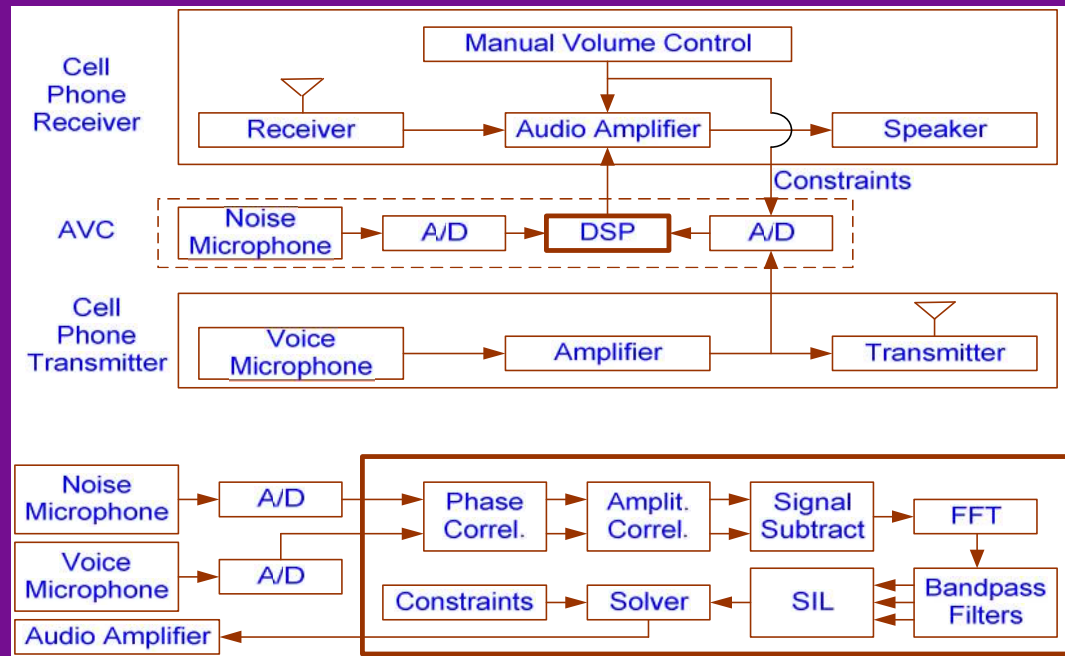 Manual Volume Control
Cell
Phone
Receiver
Receiver
Audio Amplifier
Speaker
Constraints
AVC
Noise
Microphone
A/D
DSP
A/D
Cell
Phone
Transmitter
Voice
Microphone
Amplifier
Transmitter
Noise
Microphone
A/D
Phase
Correl.
Amplit.
Correl.
Signal
Subtract
FFT
Voice
Microphone
A/D
Constraints
Solver
SIL
Bandpass
Filters
Audio Amplifier